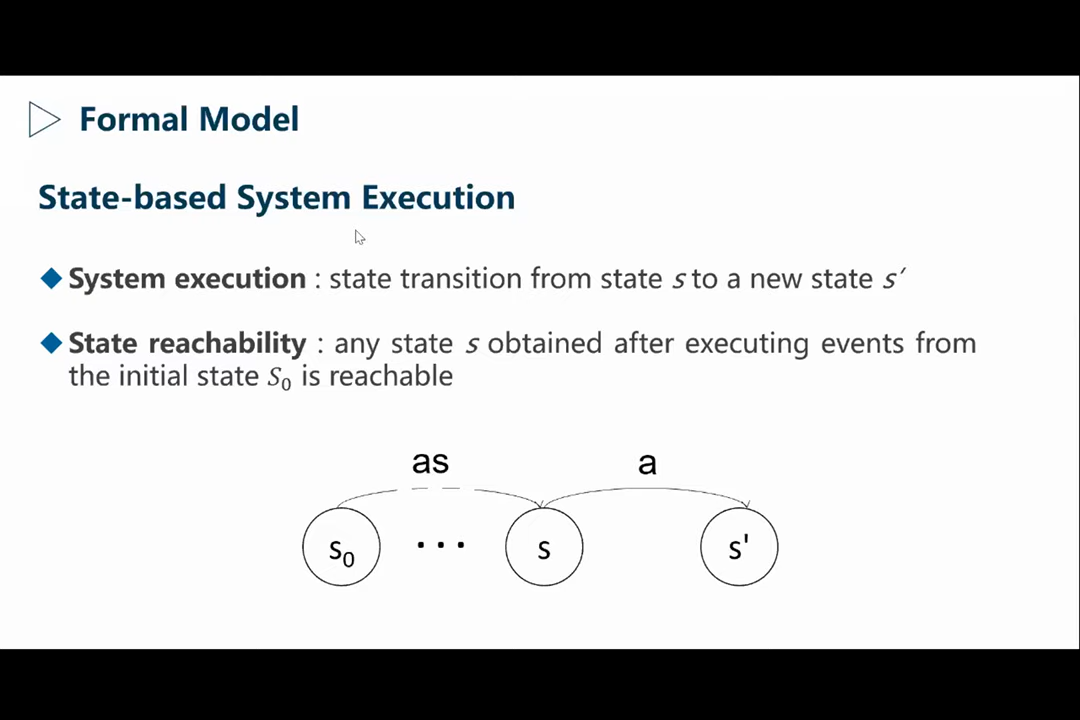 Formal Model
State-based System Execution
System execution : state transition from state s to a new state s′
State reachability : any state s obtained after executing events from
the initial state S₀ is reachable
as a
s₀ ··· s s'